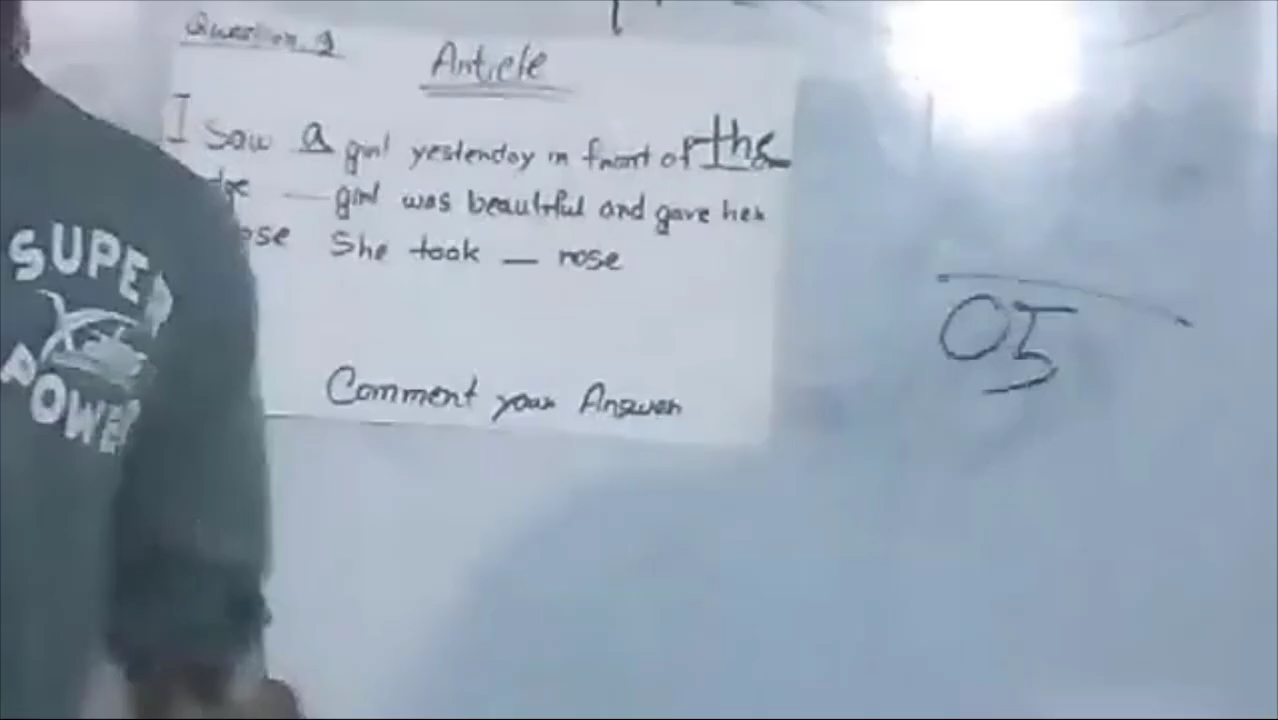 Question. 2
Article
I saw a girl yesterday in front of the
— girl was beautiful and gave her
She took — rose
Comment your Answer
05
SUPER
POWER